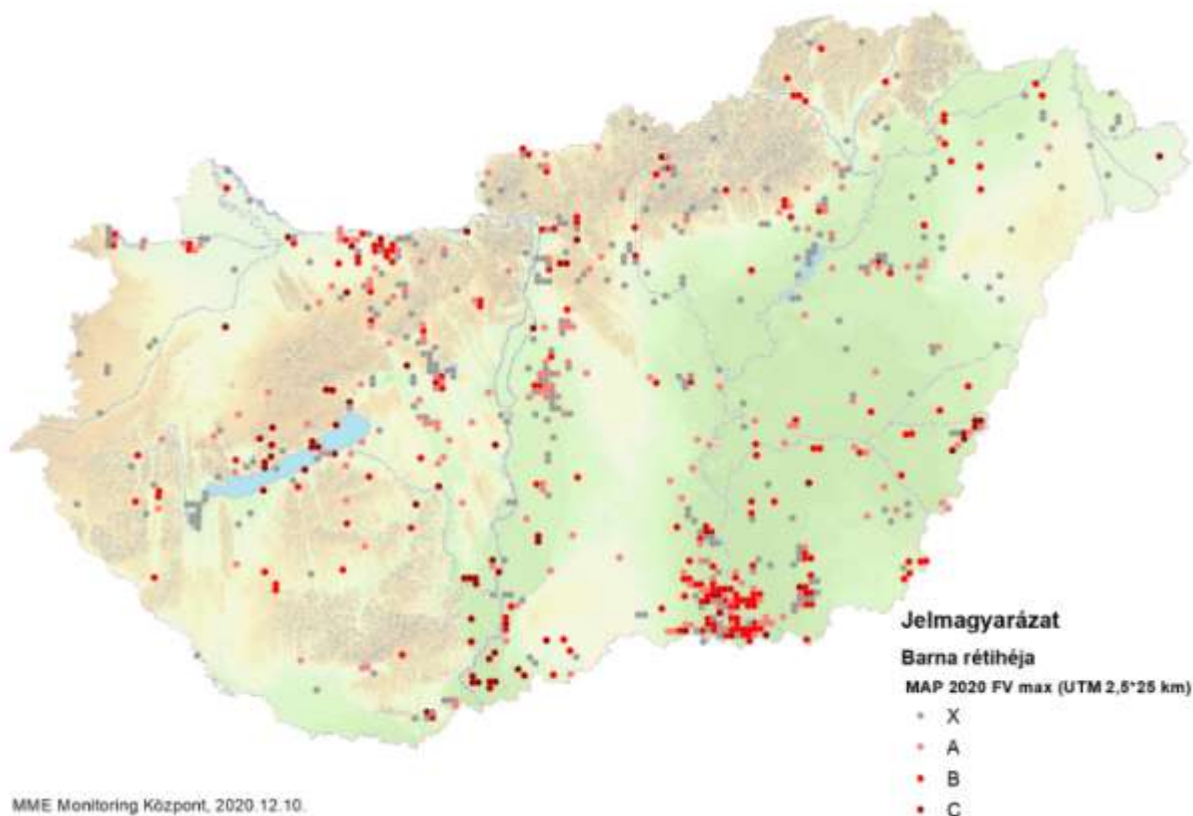 Jelmagyarázat
Barna rétihéja
MAP 2020 FV max (UTM 2,5*25 km)
X
A
B
C
MME Monitoring Központ, 2020.12.10.